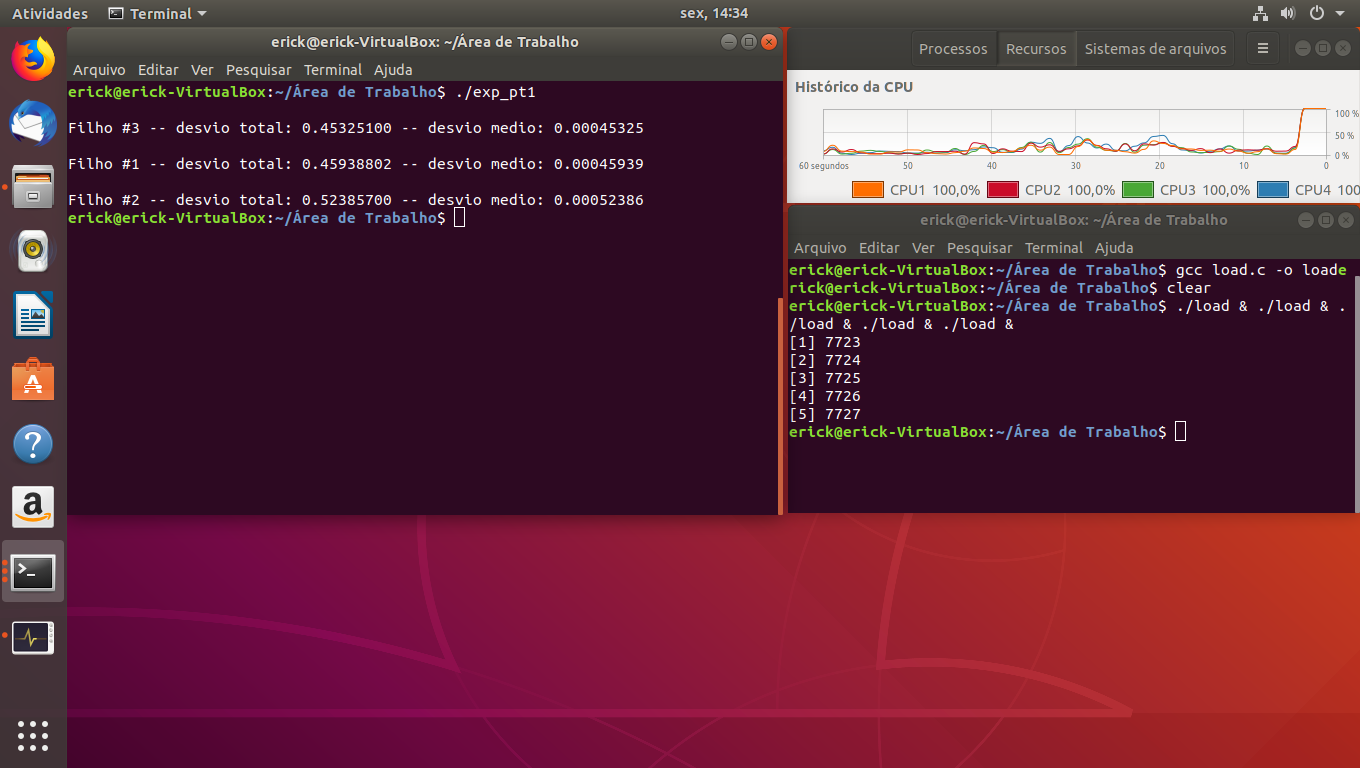 Atividades Terminal sex, 14:34
erick@erick-VirtualBox: ~/Área de Trabalho
Arquivo Editar Ver Pesquisar Terminal Ajuda
erick@erick-VirtualBox:~/Área de Trabalho$ ./exp_pt1
Filho #3 -- desvio total: 0.45325100 -- desvio medio: 0.00045325
Filho #1 -- desvio total: 0.45938802 -- desvio medio: 0.00045939
Filho #2 -- desvio total: 0.52385700 -- desvio medio: 0.00052386
erick@erick-VirtualBox:~/Área de Trabalho$
Processos Recursos Sistemas de arquivos
Histórico da CPU
100 %
50 %
0 %
60 segundos 50 40 30 20 10 0
CPU1 100,0% CPU2 100,0% CPU3 100,0% CPU4 100,0%
erick@erick-VirtualBox: ~/Área de Trabalho
Arquivo Editar Ver Pesquisar Terminal Ajuda
erick@erick-VirtualBox:~/Área de Trabalho$ gcc load.c -o loade
rick@erick-VirtualBox:~/Área de Trabalho$ clear
erick@erick-VirtualBox:~/Área de Trabalho$ ./load & ./load & .
/load & ./load & ./load &
[1] 7723
[2] 7724
[3] 7725
[4] 7726
[5] 7727
erick@erick-VirtualBox:~/Área de Trabalho$